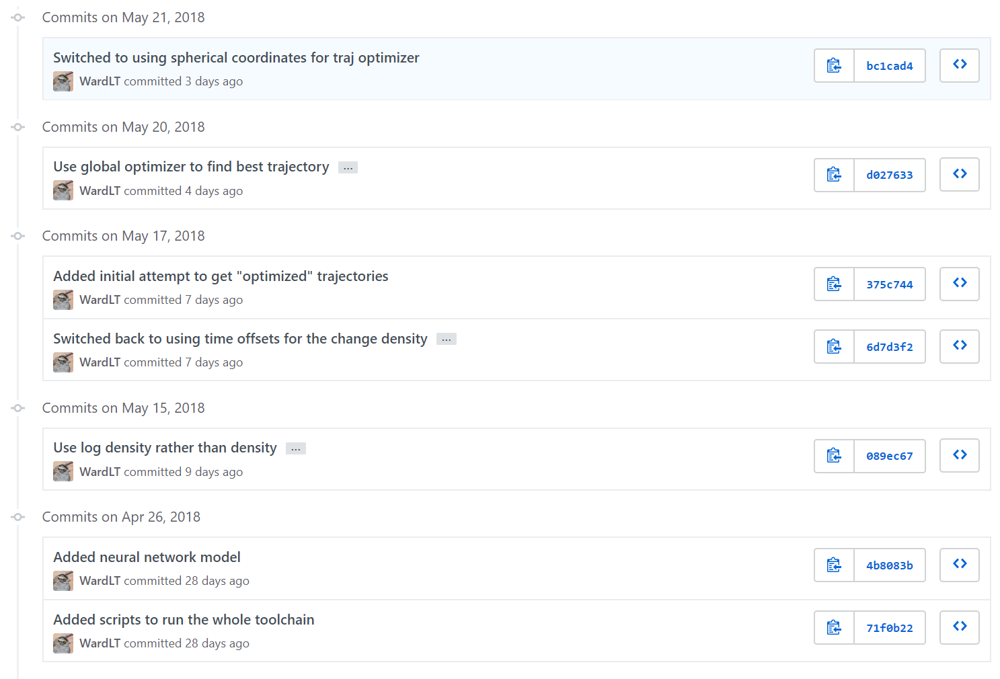 Commits on May 21, 2018
Switched to using spherical coordinates for traj optimizer
bc1cad4
WardLT committed 3 days ago
Commits on May 20, 2018
Use global optimizer to find best trajectory ...
d027633
WardLT committed 4 days ago
Commits on May 17, 2018
Added initial attempt to get "optimized" trajectories
375c744
WardLT committed 7 days ago
Switched back to using time offsets for the change density ...
6d7d3f2
WardLT committed 7 days ago
Commits on May 15, 2018
Use log density rather than density ...
089ec67
WardLT committed 9 days ago
Commits on Apr 26, 2018
Added neural network model
4b8083b
WardLT committed 28 days ago
Added scripts to run the whole toolchain
71f0b22
WardLT committed 28 days ago